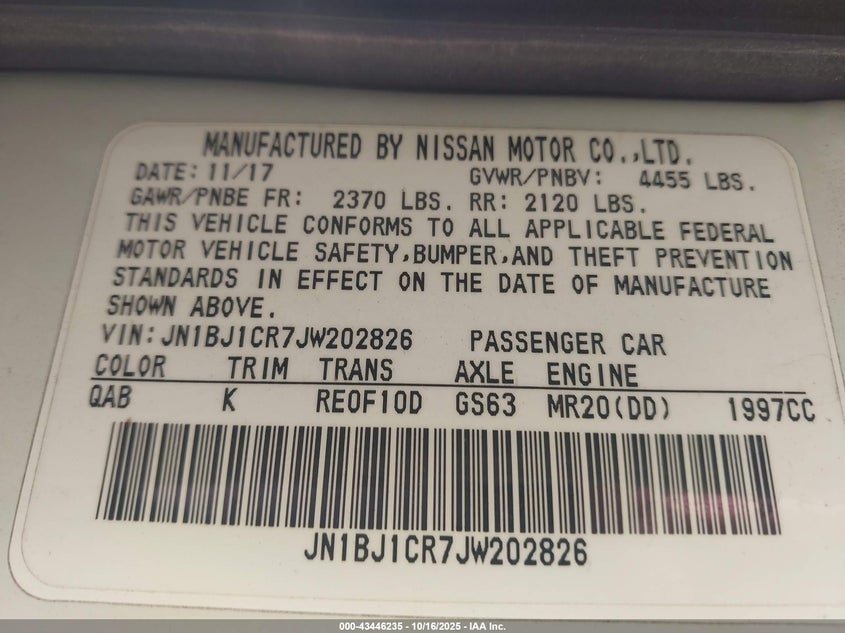 MANUFACTURED BY NISSAN MOTOR CO.,LTD.
DATE: 11/17 GVWR/PNBV: 4455 LBS.
GAWR/PNBE FR: 2370 LBS. RR: 2120 LBS.
THIS VEHICLE CONFORMS TO ALL APPLICABLE FEDERAL
MOTOR VEHICLE SAFETY,BUMPER,AND THEFT PREVENTION
STANDARDS IN EFFECT ON THE DATE OF MANUFACTURE
SHOWN ABOVE.
VIN: JN1BJ1CR7JW202826 PASSENGER CAR
COLOR TRIM TRANS AXLE ENGINE
QAB K RE0F10D GS63 MR20(DD) 1997CC
JN1BJ1CR7JW202826
000-43446235 - 10/16/2025 - IAA Inc.